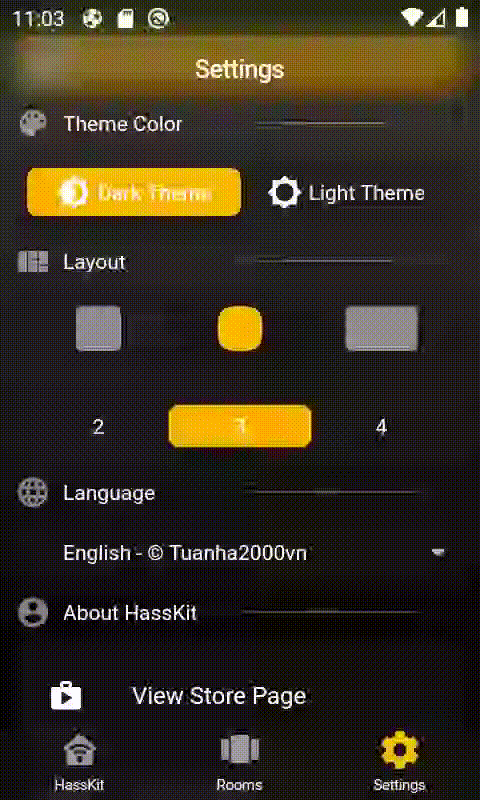 11:03
Settings
Theme Color
Dark Theme Light Theme
Layout
2 3 4
Language
English - © Tuanha2000vn
About HassKit
View Store Page
HassKit Rooms Settings